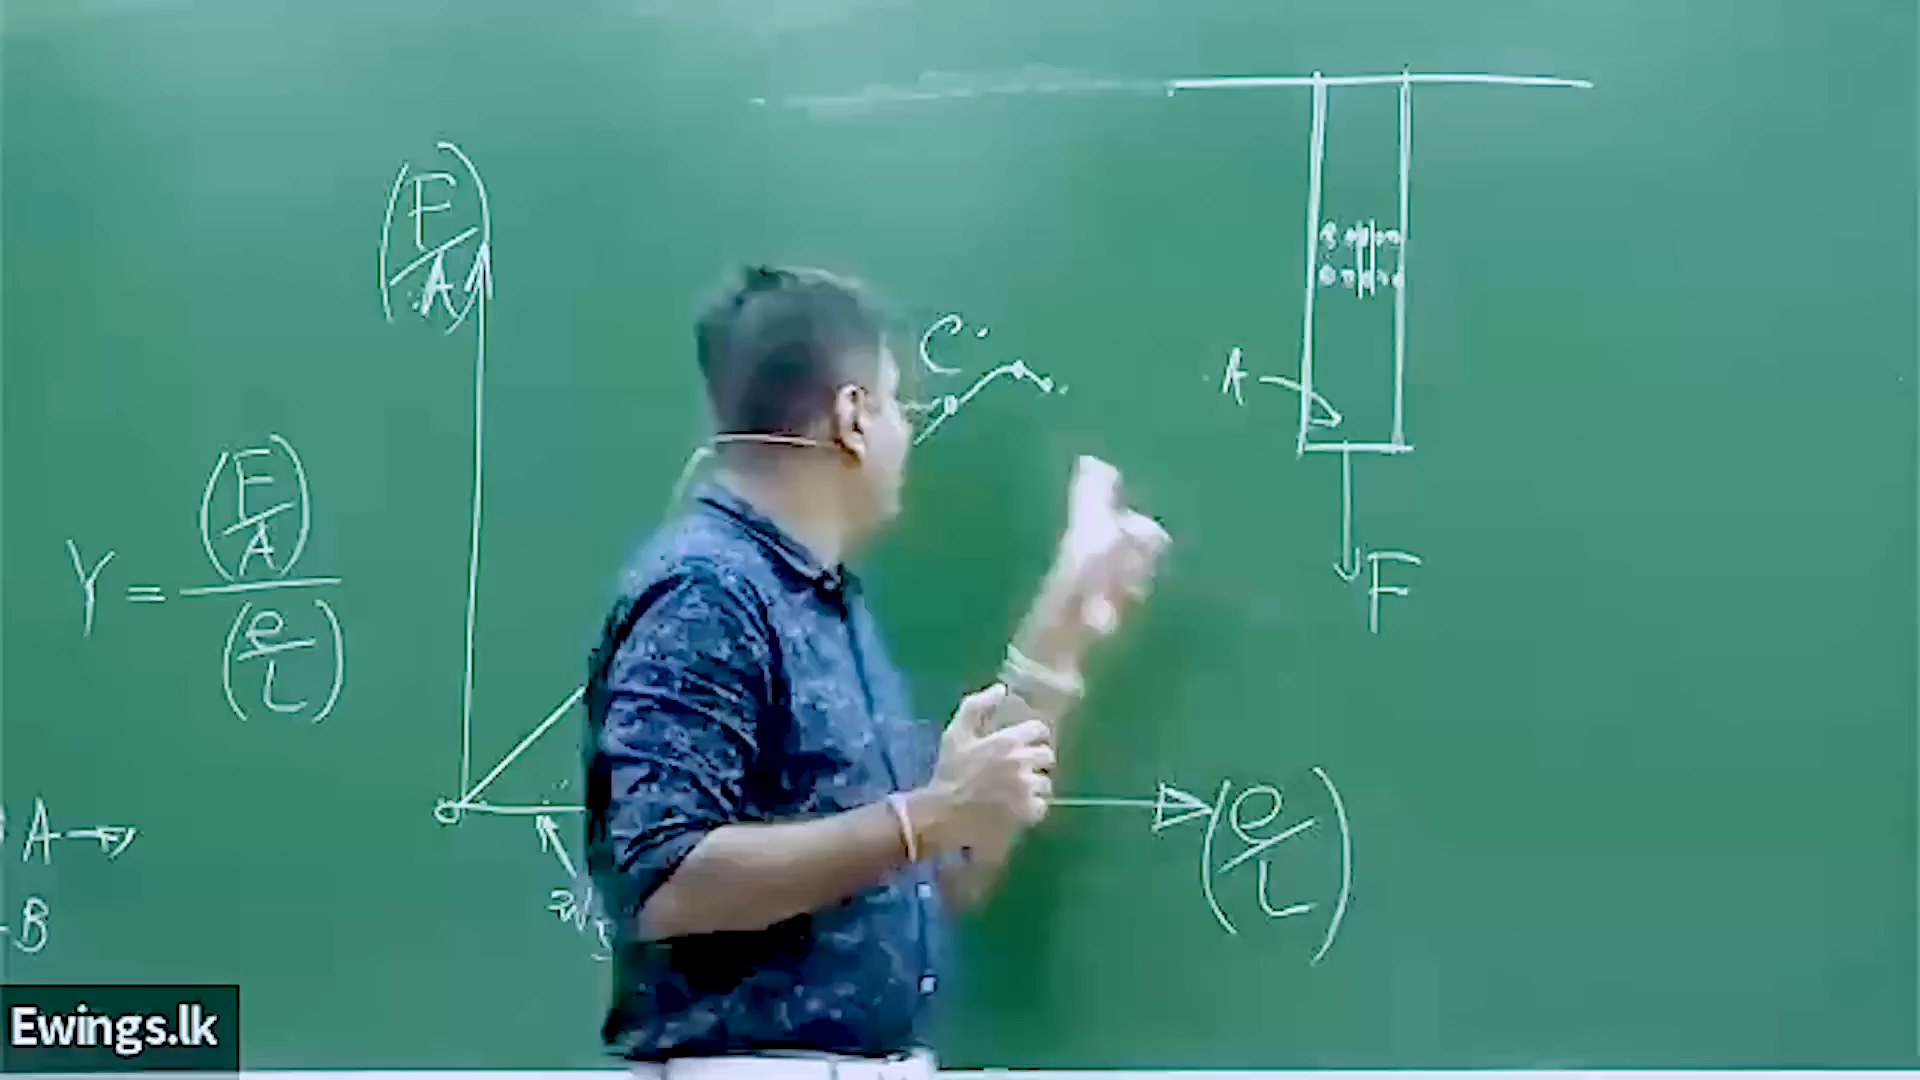 (F/A)
C
A
Y = (F/A) / (e/L)
F
A →
B
(e/L)
Ewings.lk